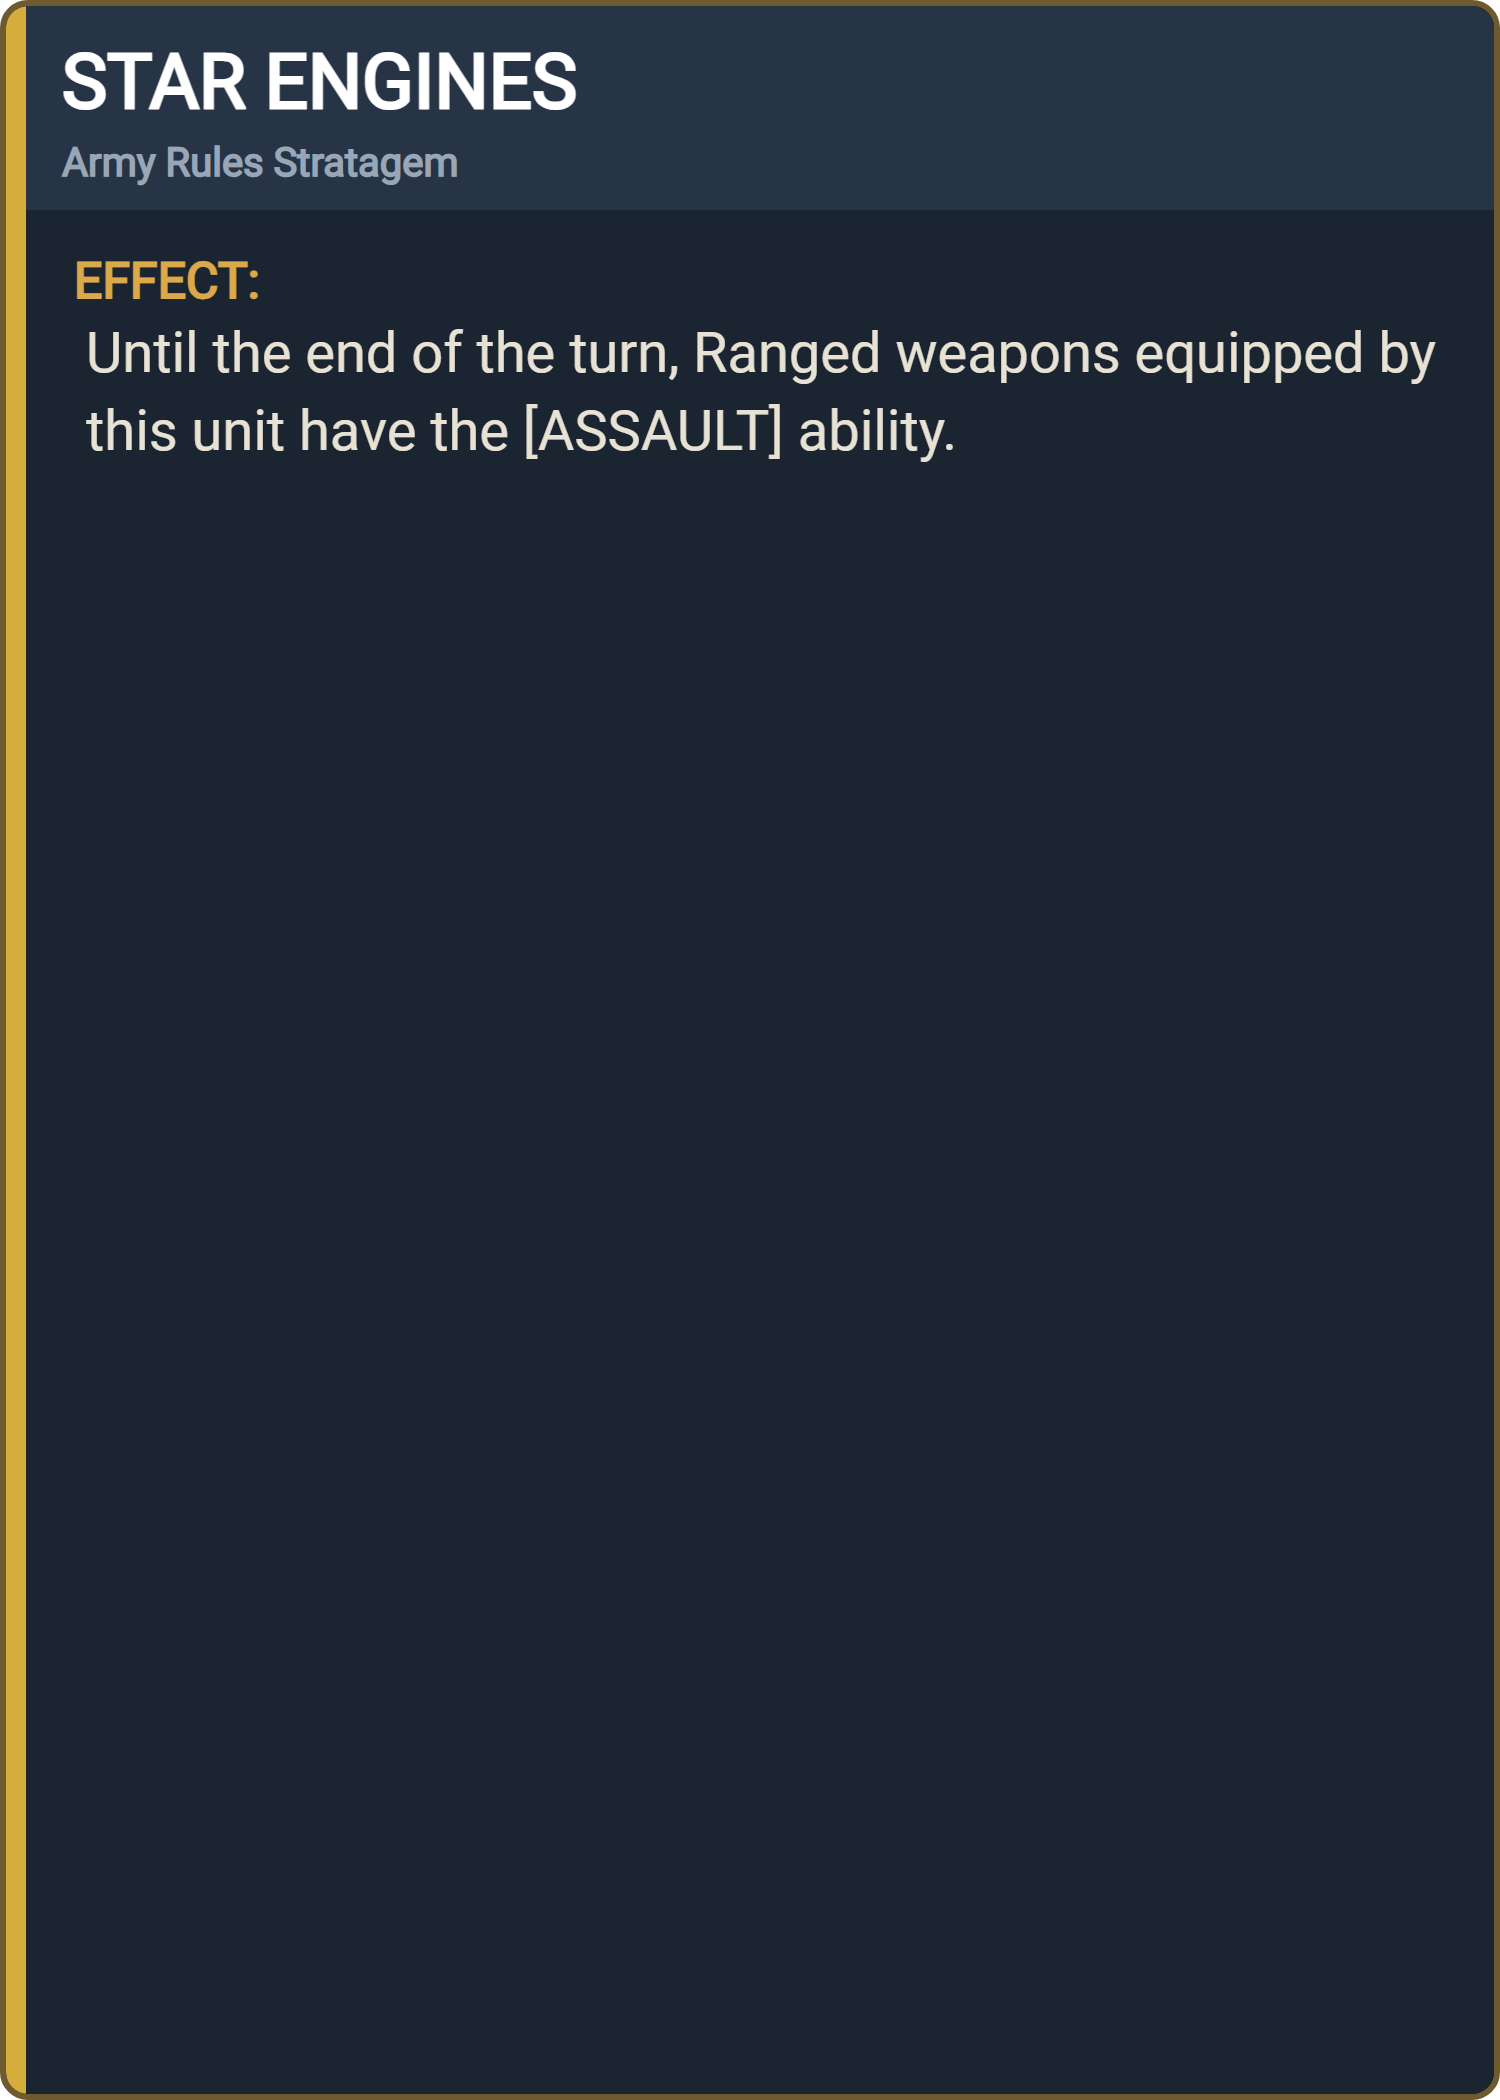 STAR ENGINES
Army Rules Stratagem
EFFECT:
Until the end of the turn, Ranged weapons equipped by
this unit have the [ASSAULT] ability.